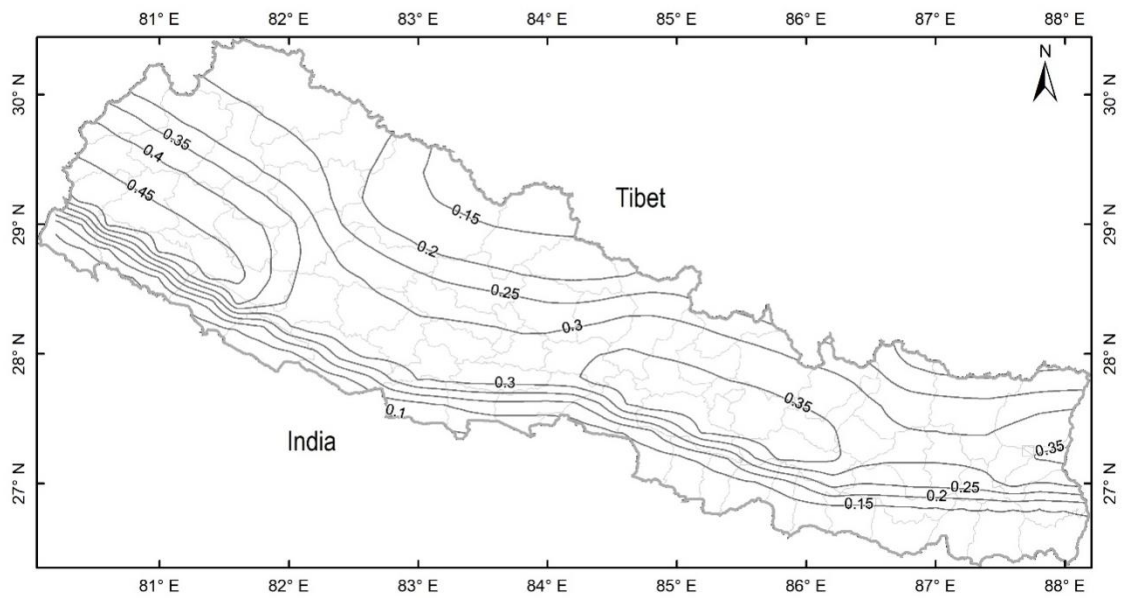 81° E 82° E 83° E 84° E 85° E 86° E 87° E 88° E
N
30° N 30° N
0.35
0.4
0.45
Tibet
0.15
29° N 29° N
0.2
0.25
0.3
28° N 28° N
0.3
0.35
0.1
India
0.35
27° N 27° N
0.25
0.2
0.15
81° E 82° E 83° E 84° E 85° E 86° E 87° E 88° E